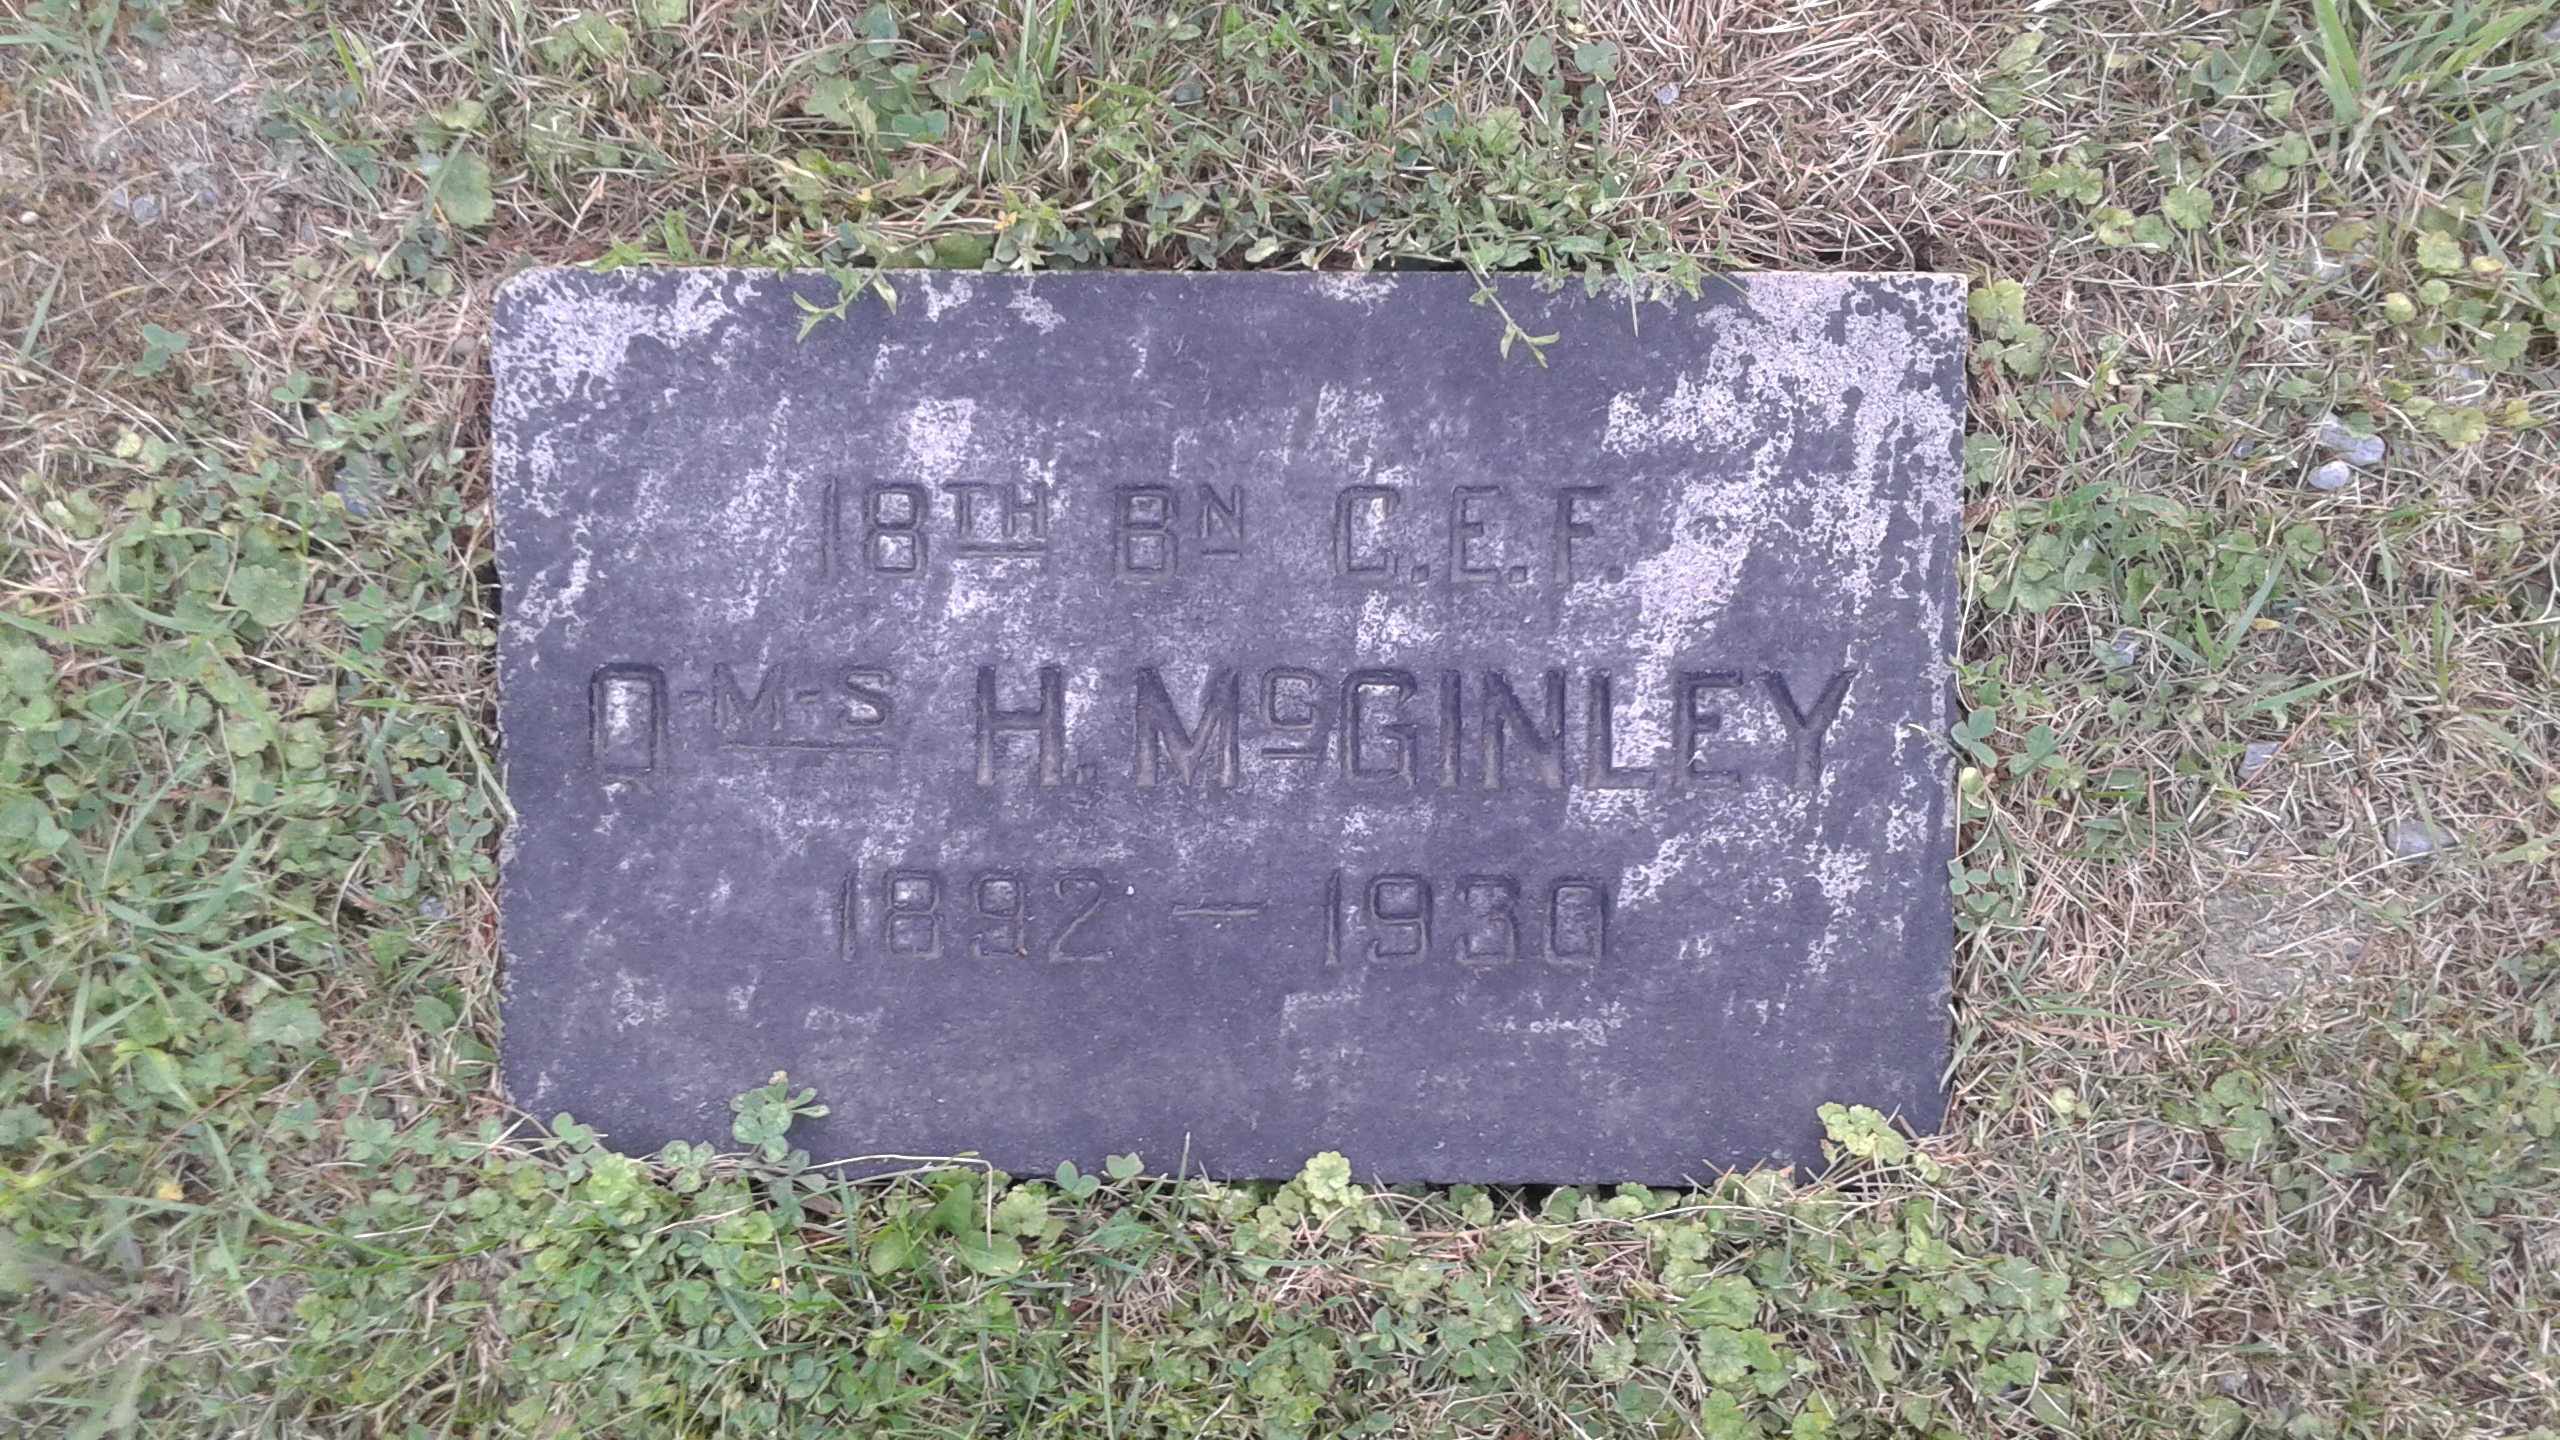 18TH BN C.E.F.
Q-M-S H. MCGINLEY
1892 — 1930